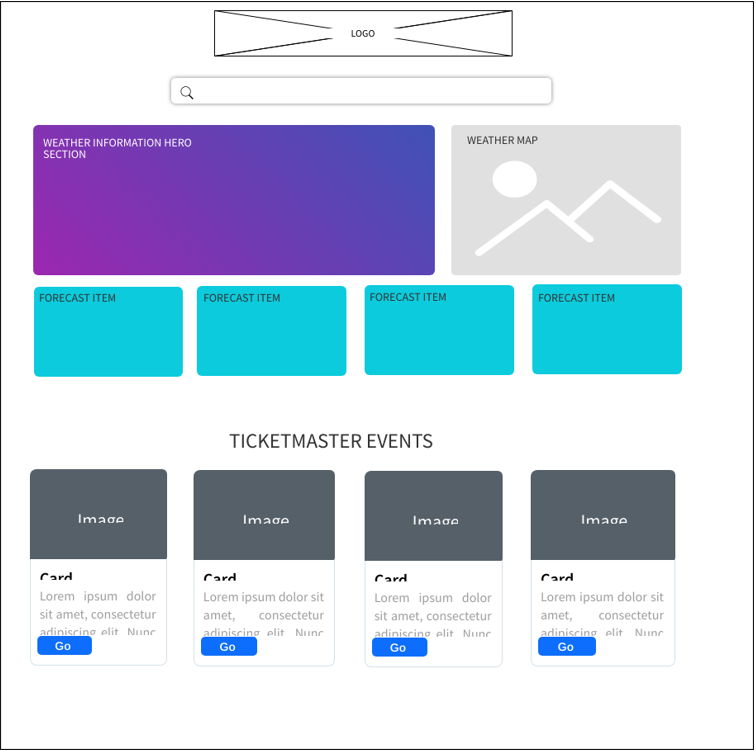 LOGO
WEATHER INFORMATION HERO
SECTION
WEATHER MAP
FORECAST ITEM
FORECAST ITEM
FORECAST ITEM
FORECAST ITEM
TICKETMASTER EVENTS
Image
Image
Image
Image
Card
Lorem ipsum dolor
sit amet, consectetur
adipiscing elit. Nunc
Go
Card
Lorem ipsum dolor sit
amet, consectetur
adipiscing elit. Nunc
Go
Card
Lorem ipsum dolor
sit amet, consectetur
adipiscing elit. Nunc
Go
Card
Lorem ipsum dolor sit
amet, consectetur
adipiscing elit. Nunc
Go